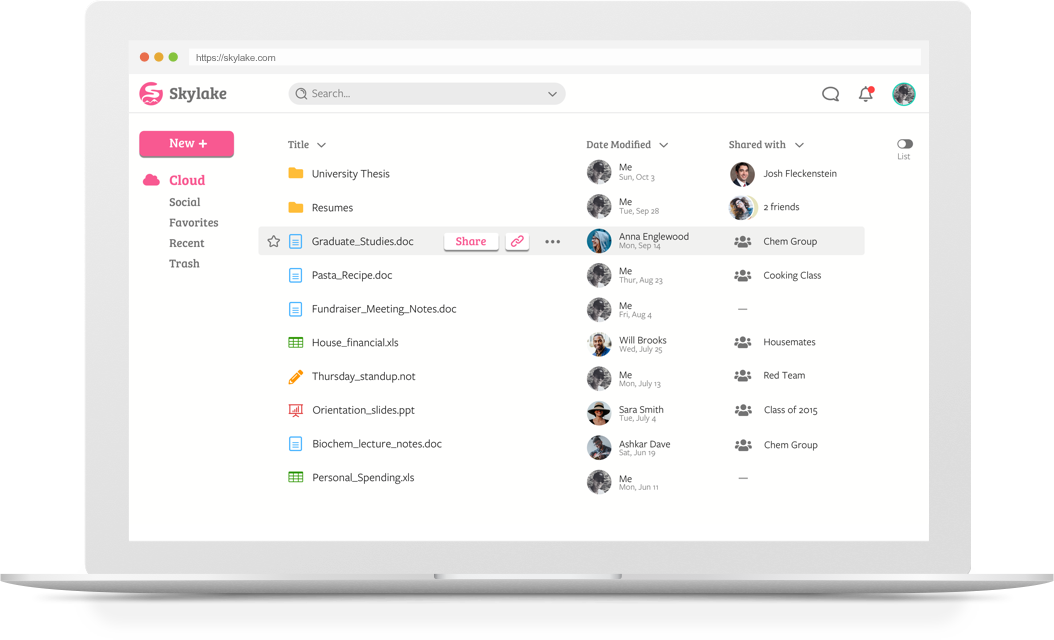 https://skylake.com
Skylake
Search...
New +
Title
Date Modified
Shared with
List
Cloud
Social
Favorites
Recent
Trash
University Thesis
Me
Sun, Oct 3
Josh Fleckenstein
Resumes
Me
Tue, Sep 28
2 friends
Graduate_Studies.doc
Share
Anna Englewood
Mon, Sep 14
Chem Group
Pasta_Recipe.doc
Me
Thur, Aug 23
Cooking Class
Fundraiser_Meeting_Notes.doc
Me
Fri, Aug 4
—
House_financial.xls
Will Brooks
Wed, July 25
Housemates
Thursday_standup.not
Me
Mon, July 13
Red Team
Orientation_slides.ppt
Sara Smith
Tue, July 4
Class of 2015
Biochem_lecture_notes.doc
Ashkar Dave
Sat, Jun 19
Chem Group
Personal_Spending.xls
Me
Mon, Jun 11
—